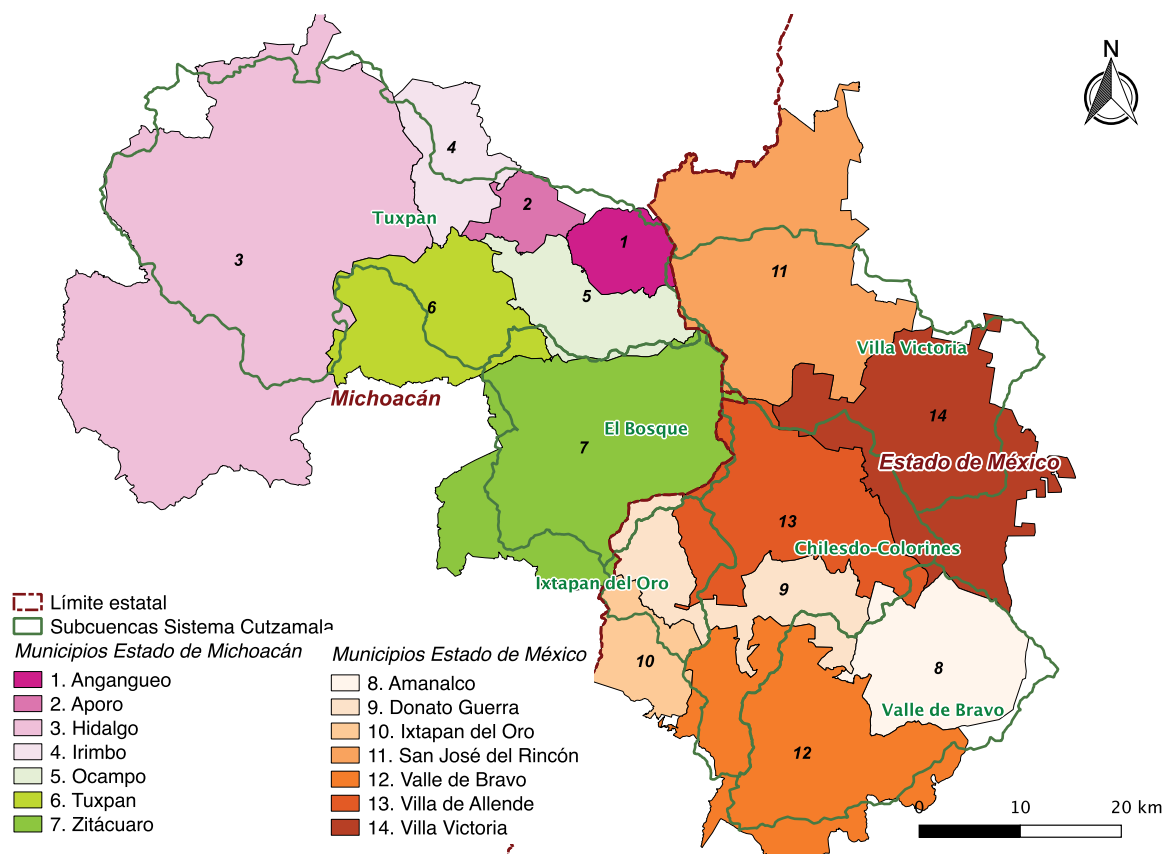 N
4
2
Tuxpan
1
3
11
5
6
Villa Victoria
Michoacán
14
El Bosque
7
Estado de México
13
Chilesdo-Colorines
Ixtapan del Oro
9
10
8
Valle de Bravo
12
0 10 20 km
Límite estatal
Subcuencas Sistema Cutzamala
Municipios Estado de Michoacán
1. Angangueo
2. Aporo
3. Hidalgo
4. Irimbo
5. Ocampo
6. Tuxpan
7. Zitácuaro
Municipios Estado de México
8. Amanalco
9. Donato Guerra
10. Ixtapan del Oro
11. San José del Rincón
12. Valle de Bravo
13. Villa de Allende
14. Villa Victoria